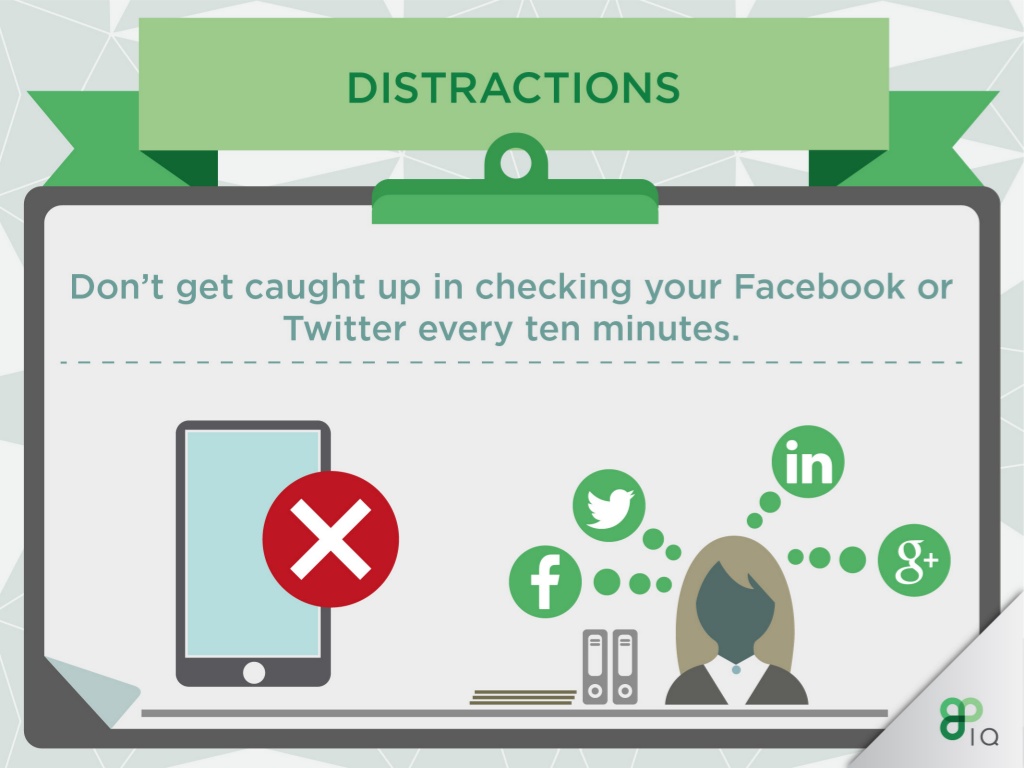 DISTRACTIONS
Don't get caught up in checking your Facebook or
Twitter every ten minutes.
in
f
g+
IQ